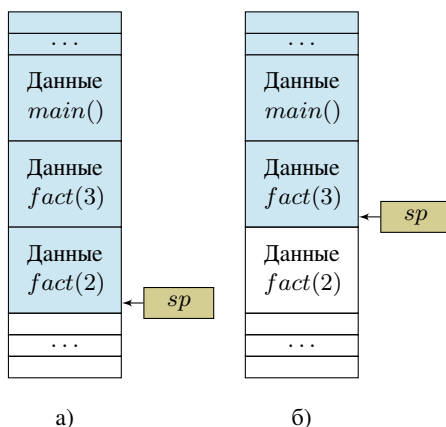 ...
Данные
main()
Данные
fact(3)
Данные
fact(2)
sp
...
а)
...
Данные
main()
Данные
fact(3)
sp
Данные
fact(2)
...
б)